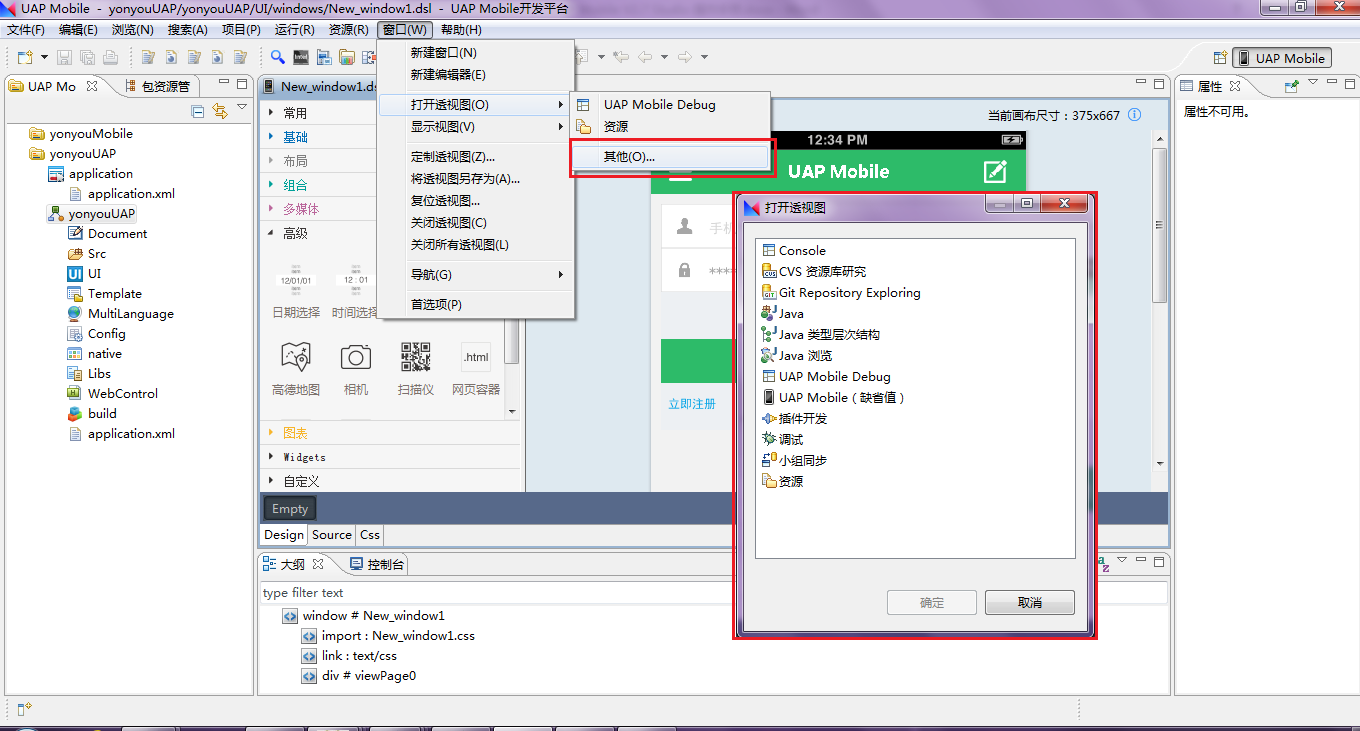 UAP Mobile - yonyouUAP/yonyouUAP/UI/windows/New_window1.dsl - UAP Mobile开发平台
文件(F) 编辑(E) 浏览(N) 搜索(A) 项目(P) 运行(R) 资源(R) 窗口(W) 帮助(H)
UAP Mobile
UAP Mo
包资源管
yonyouMobile
yonyouUAP
application
application.xml
yonyouUAP
Document
Src
UI
Template
MultiLanguage
Config
native
Libs
WebControl
build
application.xml
New_window1.ds
常用
基础
布局
组合
多媒体
高级
12/01/01
12 : 01
日期选择
时间选择
.html
高德地图
相机
扫描仪
网页容器
图表
Widgets
自定义
Empty
Design
Source
Css
新建窗口(N)
新建编辑器(E)
打开透视图(O)
显示视图(V)
定制透视图(Z)...
将透视图另存为(A)...
复位透视图...
关闭透视图(C)
关闭所有透视图(L)
导航(G)
首选项(P)
UAP Mobile Debug
资源
其他(O)...
当前画布尺寸：375x667
12:34 PM
UAP Mobile
手机
****
立即注册
打开透视图
Console
CVS 资源库研究
Git Repository Exploring
Java
Java 类型层次结构
Java 浏览
UAP Mobile Debug
UAP Mobile（缺省值）
插件开发
调试
小组同步
资源
确定
取消
属性
属性不可用。
大纲
控制台
type filter text
window # New_window1
import : New_window1.css
link : text/css
div # viewPage0